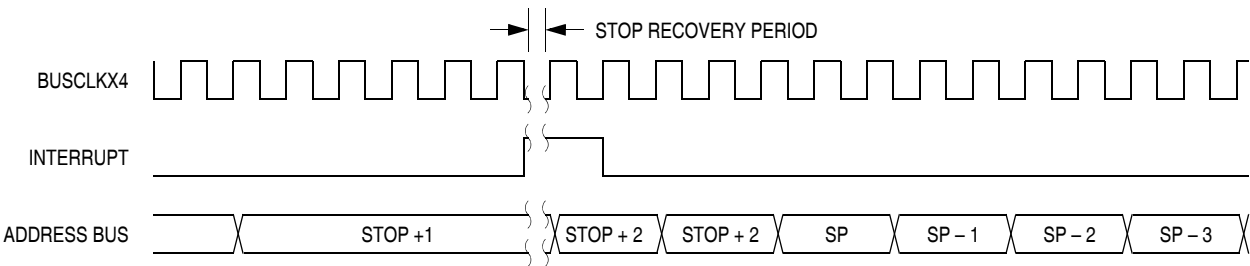 STOP RECOVERY PERIOD
BUSCLKX4
INTERRUPT
ADDRESS BUS STOP +1 STOP + 2 STOP + 2 SP SP – 1 SP – 2 SP – 3